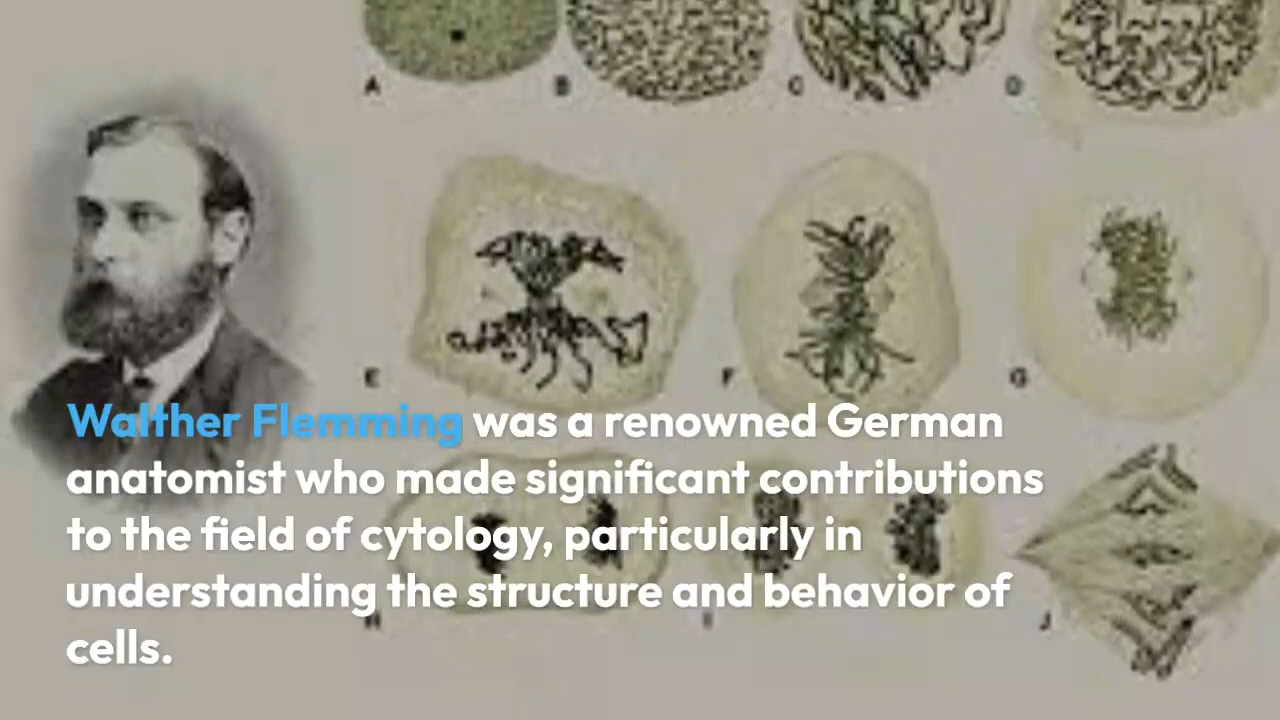 A B C D
E F G
Walther Flemming was a renowned German
anatomist who made significant contributions
to the field of cytology, particularly in
understanding the structure and behavior of
cells.
H I J